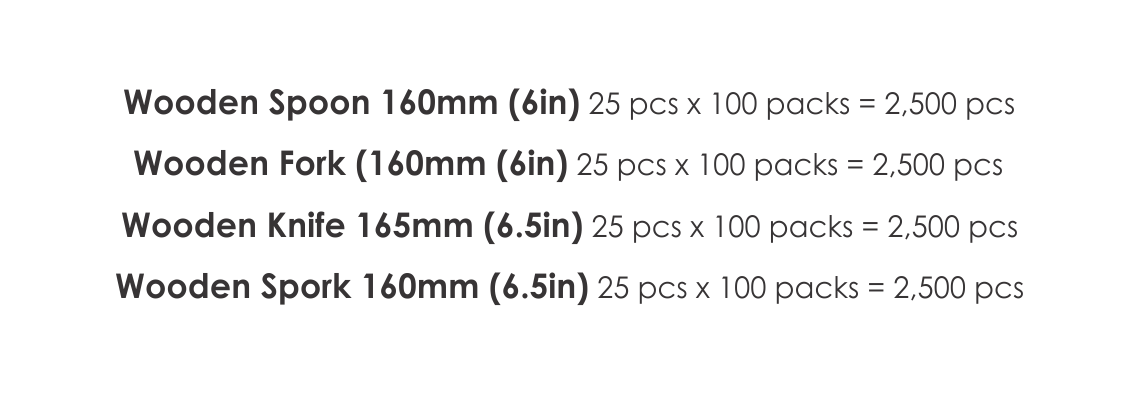 Wooden Spoon 160mm (6in) 25 pcs x 100 packs = 2,500 pcs
Wooden Fork (160mm (6in) 25 pcs x 100 packs = 2,500 pcs
Wooden Knife 165mm (6.5in) 25 pcs x 100 packs = 2,500 pcs
Wooden Spork 160mm (6.5in) 25 pcs x 100 packs = 2,500 pcs